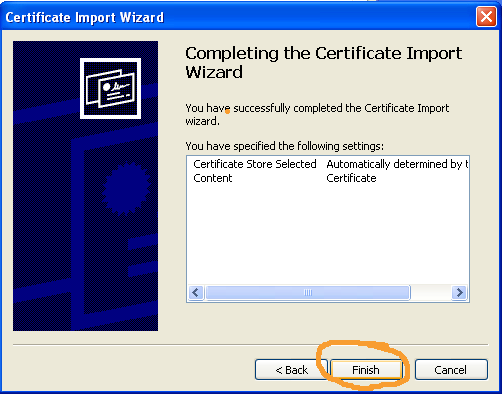 Certificate Import Wizard
Completing the Certificate Import
Wizard
You have successfully completed the Certificate Import
wizard.
You have specified the following settings:
Certificate Store Selected Automatically determined by t
Content Certificate
< Back Finish Cancel